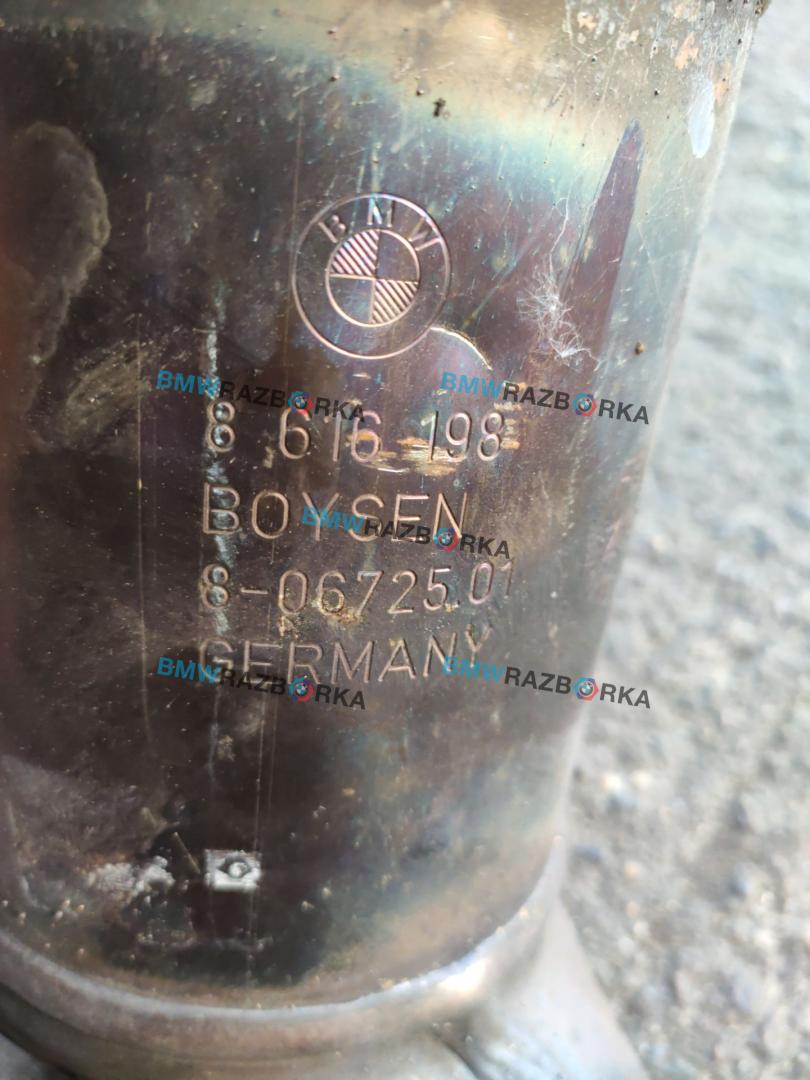 BMW
BMWRAZBORKA BMWRAZBORKA
8 616 198
BOYSEN
BMWRAZBORKA
8-06725.01
GERMANY
BMWRAZBORKA BMWRAZBORKA